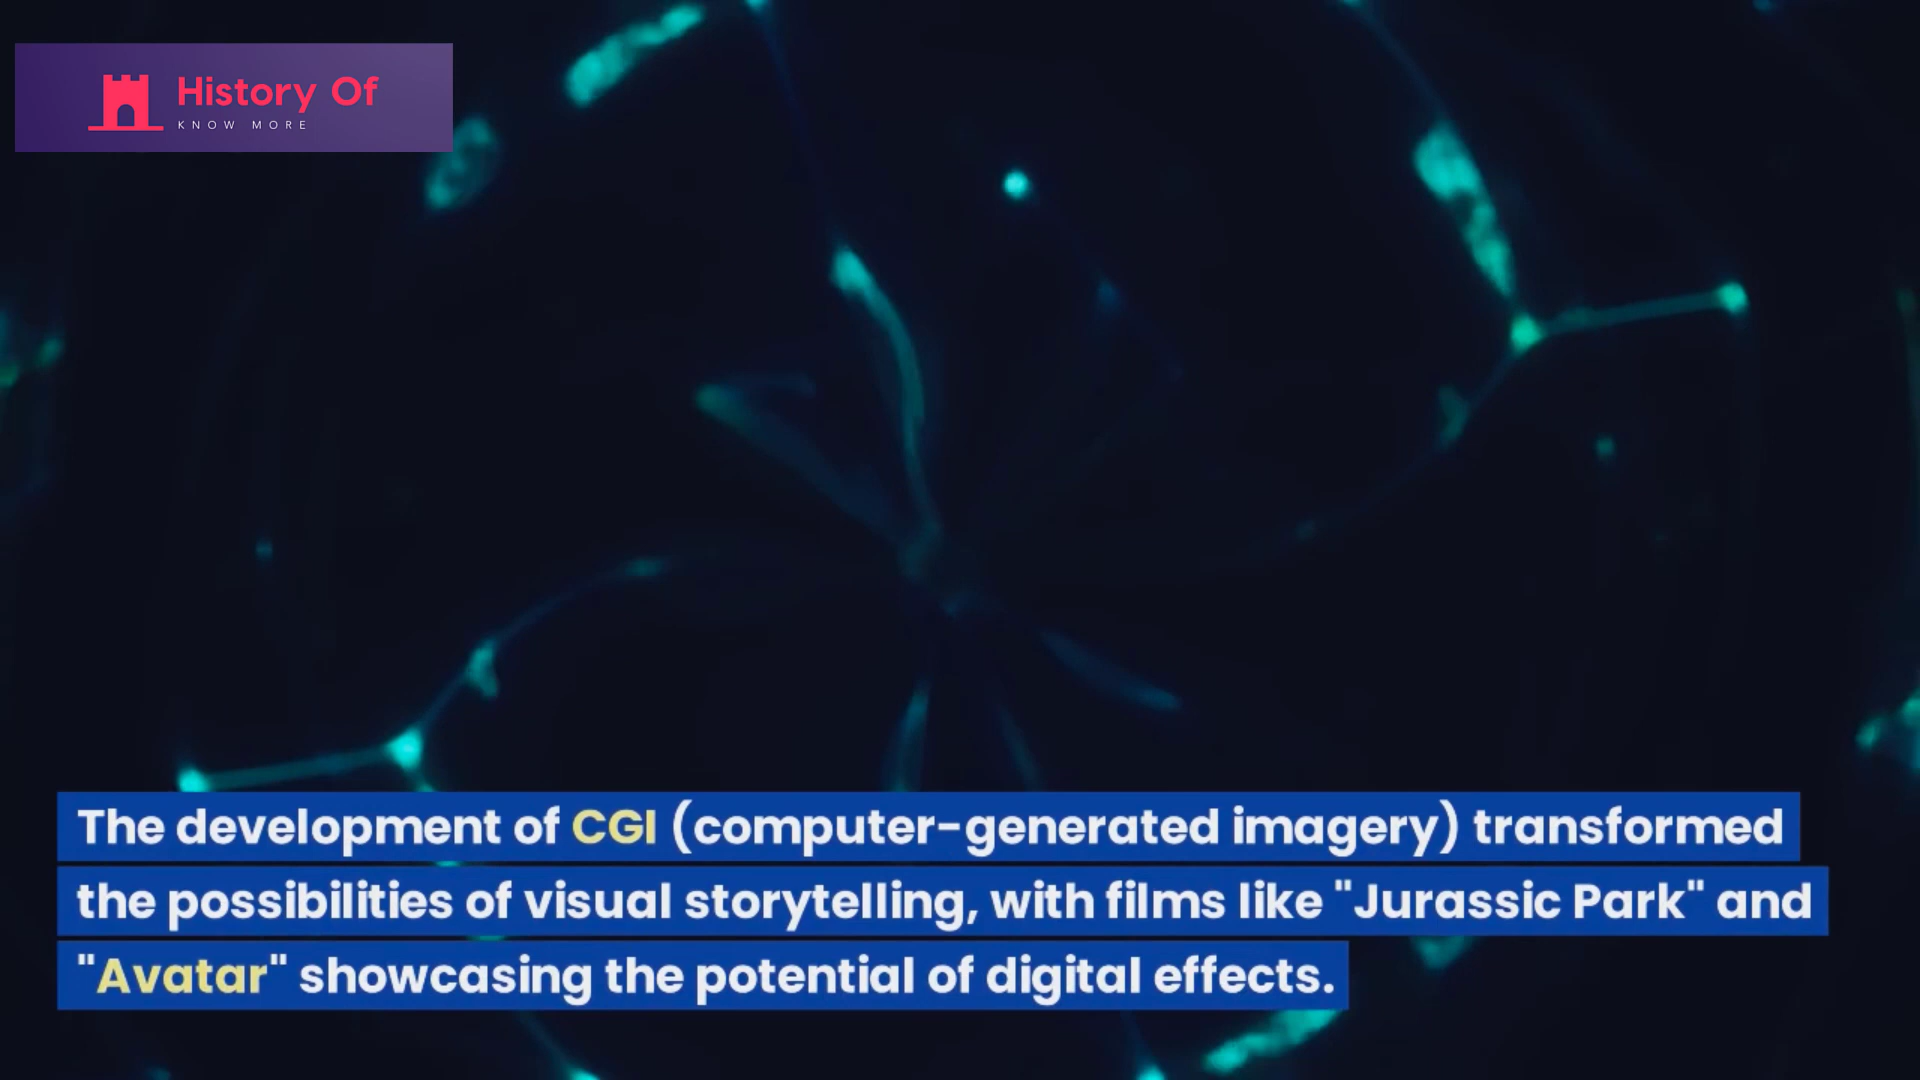 History Of
KNOW MORE
The development of CGI (computer-generated imagery) transformed
the possibilities of visual storytelling, with films like "Jurassic Park" and
"Avatar" showcasing the potential of digital effects.